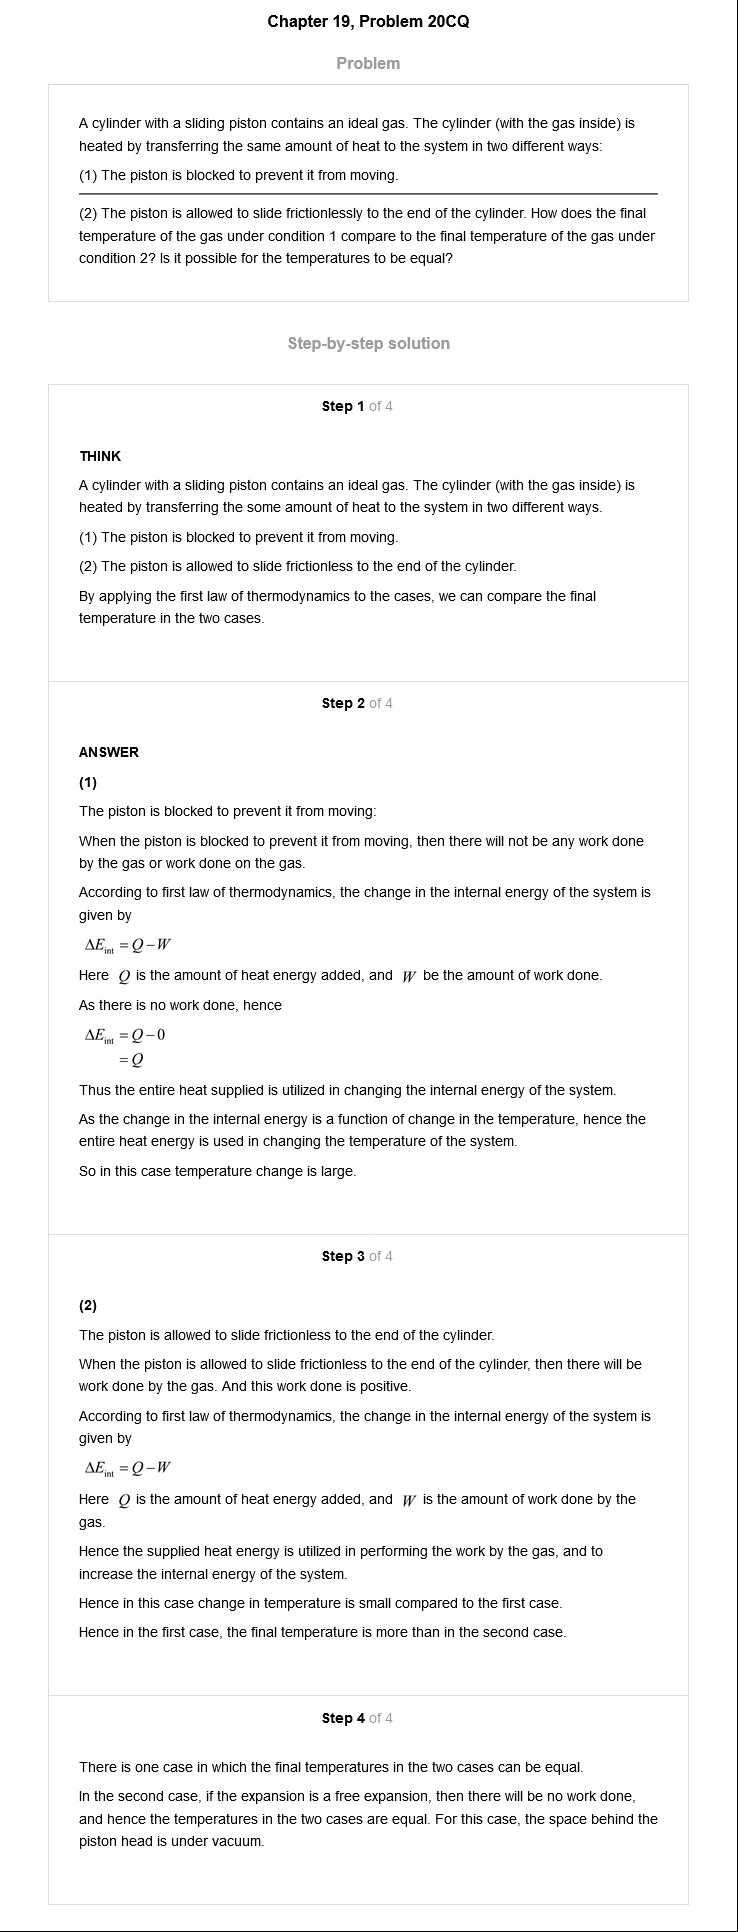 Chapter 19, Problem 20CQ
Problem
A cylinder with a sliding piston contains an ideal gas. The cylinder (with the gas inside) is
heated by transferring the same amount of heat to the system in two different ways:
(1) The piston is blocked to prevent it from moving.
(2) The piston is allowed to slide frictionlessly to the end of the cylinder. How does the final
temperature of the gas under condition 1 compare to the final temperature of the gas under
condition 2? Is it possible for the temperatures to be equal?
Step-by-step solution
Step 1 of 4
THINK
A cylinder with a sliding piston contains an ideal gas. The cylinder (with the gas inside) is
heated by transferring the some amount of heat to the system in two different ways.
(1) The piston is blocked to prevent it from moving.
(2) The piston is allowed to slide frictionless to the end of the cylinder.
By applying the first law of thermodynamics to the cases, we can compare the final
temperature in the two cases.
Step 2 of 4
ANSWER
(1)
The piston is blocked to prevent it from moving:
When the piston is blocked to prevent it from moving, then there will not be any work done
by the gas or work done on the gas.
According to first law of thermodynamics, the change in the internal energy of the system is
given by
ΔE_int = Q − W
Here Q is the amount of heat energy added, and W be the amount of work done.
As there is no work done, hence
ΔE_int = Q − 0
= Q
Thus the entire heat supplied is utilized in changing the internal energy of the system.
As the change in the internal energy is a function of change in the temperature, hence the
entire heat energy is used in changing the temperature of the system.
So in this case temperature change is large.
Step 3 of 4
(2)
The piston is allowed to slide frictionless to the end of the cylinder.
When the piston is allowed to slide frictionless to the end of the cylinder, then there will be
work done by the gas. And this work done is positive.
According to first law of thermodynamics, the change in the internal energy of the system is
given by
ΔE_int = Q − W
Here Q is the amount of heat energy added, and W is the amount of work done by the
gas.
Hence the supplied heat energy is utilized in performing the work by the gas, and to
increase the internal energy of the system.
Hence in this case change in temperature is small compared to the first case.
Hence in the first case, the final temperature is more than in the second case.
Step 4 of 4
There is one case in which the final temperatures in the two cases can be equal.
In the second case, if the expansion is a free expansion, then there will be no work done,
and hence the temperatures in the two cases are equal. For this case, the space behind the
piston head is under vacuum.